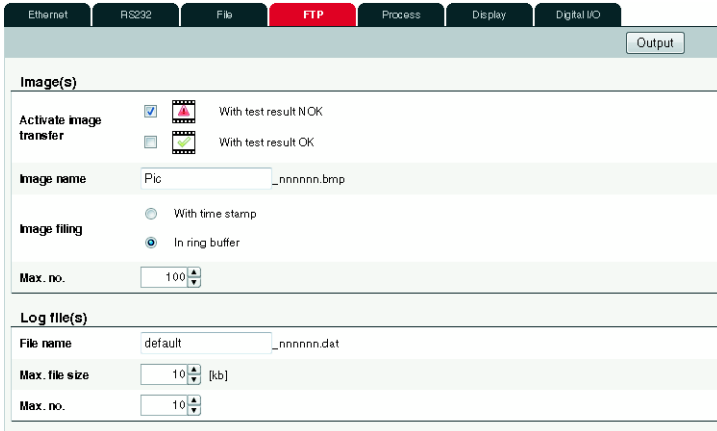 Ethernet RS232 File FTP Process Display Digital I/O
Output
Image(s)
Activate image transfer
With test result NOK
With test result OK
Image name Pic _nnnnnn.bmp
Image filing
With time stamp
In ring buffer
Max. no. 100
Log file(s)
File name default _nnnnnn.dat
Max. file size 10 [kb]
Max. no. 10